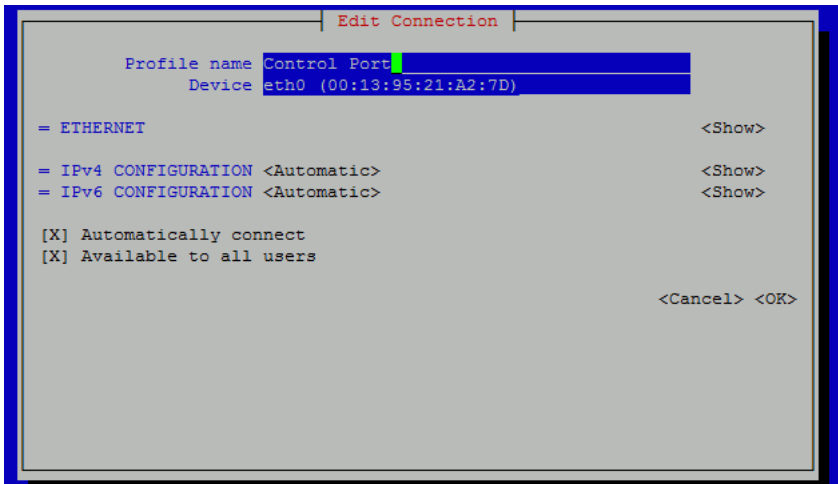 Edit Connection
Profile name Control Port
Device eth0 (00:13:95:21:A2:7D)
= ETHERNET <Show>
= IPv4 CONFIGURATION <Automatic> <Show>
= IPv6 CONFIGURATION <Automatic> <Show>
[X] Automatically connect
[X] Available to all users
<Cancel> <OK>